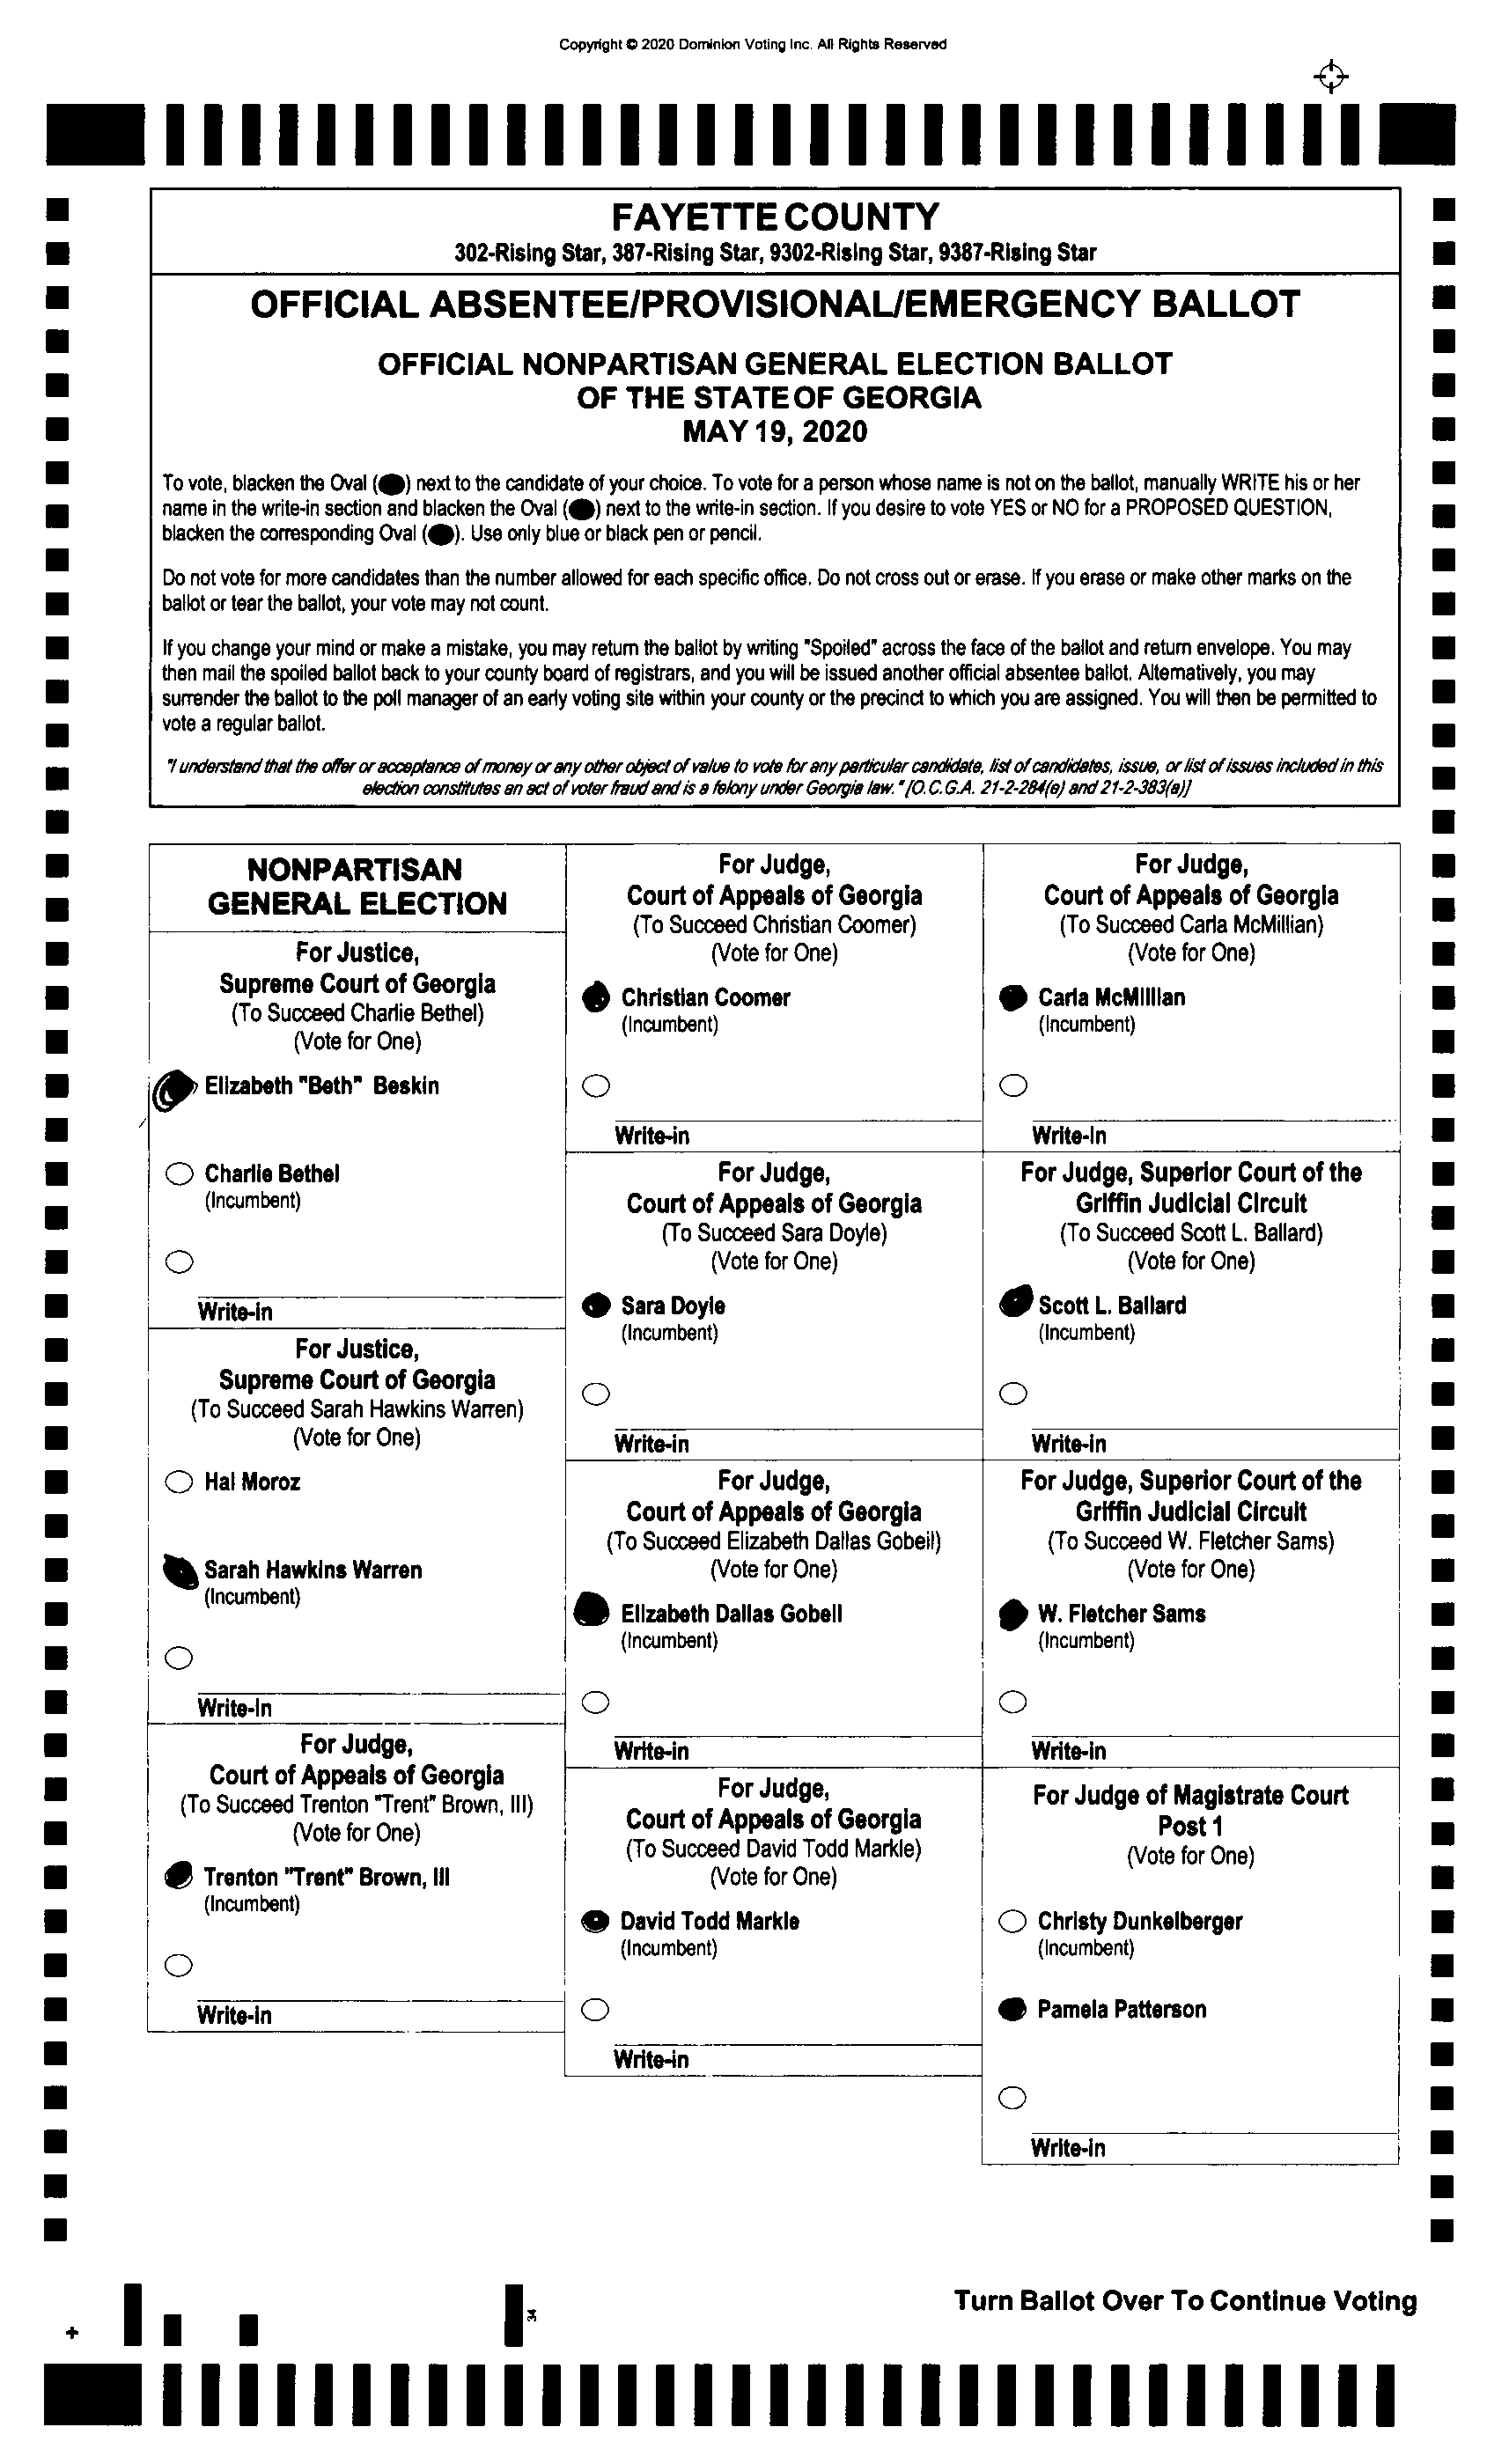 Copyright © 2020 Dominion Voting Inc. All Rights Reserved
FAYETTE COUNTY
302-Rising Star, 387-Rising Star, 9302-Rising Star, 9387-Rising Star
OFFICIAL ABSENTEE/PROVISIONAL/EMERGENCY BALLOT
OFFICIAL NONPARTISAN GENERAL ELECTION BALLOT
OF THE STATE OF GEORGIA
MAY 19, 2020
To vote, blacken the Oval (⬬) next to the candidate of your choice. To vote for a person whose name is not on the ballot, manually WRITE his or her
name in the write-in section and blacken the Oval (⬬) next to the write-in section. If you desire to vote YES or NO for a PROPOSED QUESTION,
blacken the corresponding Oval (⬬). Use only blue or black pen or pencil.
Do not vote for more candidates than the number allowed for each specific office. Do not cross out or erase. If you erase or make other marks on the
ballot or tear the ballot, your vote may not count.
If you change your mind or make a mistake, you may return the ballot by writing "Spoiled" across the face of the ballot and return envelope. You may
then mail the spoiled ballot back to your county board of registrars, and you will be issued another official absentee ballot. Alternatively, you may
surrender the ballot to the poll manager of an early voting site within your county or the precinct to which you are assigned. You will then be permitted to
vote a regular ballot.
"I understand that the offer or acceptance of money or any other object of value to vote for any particular candidate, list of candidates, issue, or list of issues included in this
election constitutes an act of voter fraud and is a felony under Georgia law." [O.C.G.A. 21-2-284(e) and 21-2-383(a)]
NONPARTISAN
GENERAL ELECTION
For Justice,
Supreme Court of Georgia
(To Succeed Charlie Bethel)
(Vote for One)
Elizabeth "Beth" Beskin
Charlie Bethel
(Incumbent)
Write-in
For Justice,
Supreme Court of Georgia
(To Succeed Sarah Hawkins Warren)
(Vote for One)
Hal Moroz
Sarah Hawkins Warren
(Incumbent)
Write-in
For Judge,
Court of Appeals of Georgia
(To Succeed Trenton "Trent" Brown, III)
(Vote for One)
Trenton "Trent" Brown, III
(Incumbent)
Write-in
For Judge,
Court of Appeals of Georgia
(To Succeed Christian Coomer)
(Vote for One)
Christian Coomer
(Incumbent)
Write-in
For Judge,
Court of Appeals of Georgia
(To Succeed Sara Doyle)
(Vote for One)
Sara Doyle
(Incumbent)
Write-in
For Judge,
Court of Appeals of Georgia
(To Succeed Elizabeth Dallas Gobeil)
(Vote for One)
Elizabeth Dallas Gobeil
(Incumbent)
Write-in
For Judge,
Court of Appeals of Georgia
(To Succeed David Todd Markle)
(Vote for One)
David Todd Markle
(Incumbent)
Write-in
For Judge,
Court of Appeals of Georgia
(To Succeed Carla McMillian)
(Vote for One)
Carla McMillian
(Incumbent)
Write-in
For Judge, Superior Court of the
Griffin Judicial Circuit
(To Succeed Scott L. Ballard)
(Vote for One)
Scott L. Ballard
(Incumbent)
Write-in
For Judge, Superior Court of the
Griffin Judicial Circuit
(To Succeed W. Fletcher Sams)
(Vote for One)
W. Fletcher Sams
(Incumbent)
Write-in
For Judge of Magistrate Court
Post 1
(Vote for One)
Christy Dunkelberger
(Incumbent)
Pamela Patterson
Write-in
Turn Ballot Over To Continue Voting
34